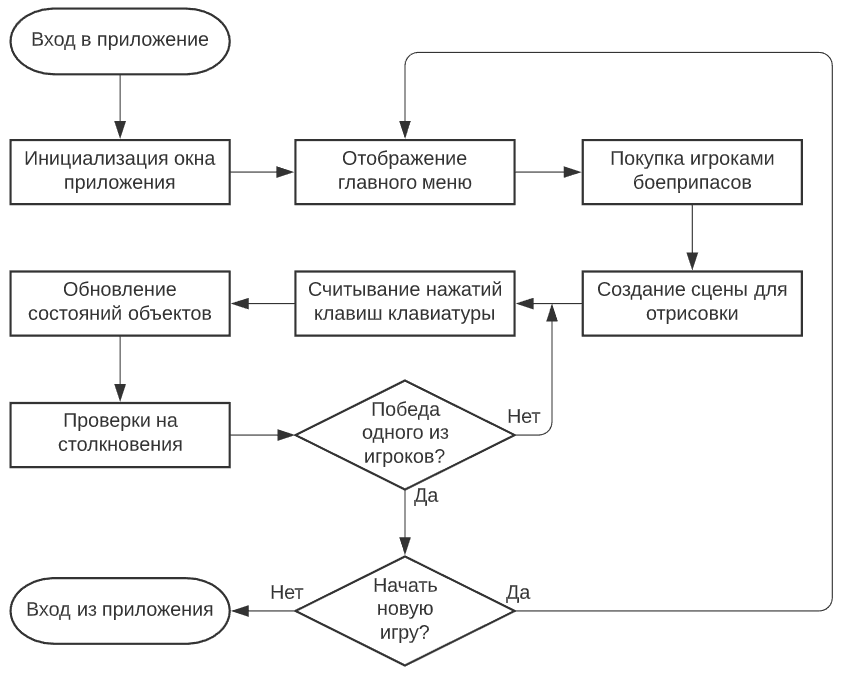 Вход в приложение
Инициализация окна
приложения
Отображение
главного меню
Покупка игроками
боеприпасов
Обновление
состояний объектов
Считывание нажатий
клавиш клавиатуры
Создание сцены для
отрисовки
Проверки на
столкновения
Победа
одного из
игроков?
Нет
Да
Вход из приложения
Нет
Начать
новую
игру?
Да